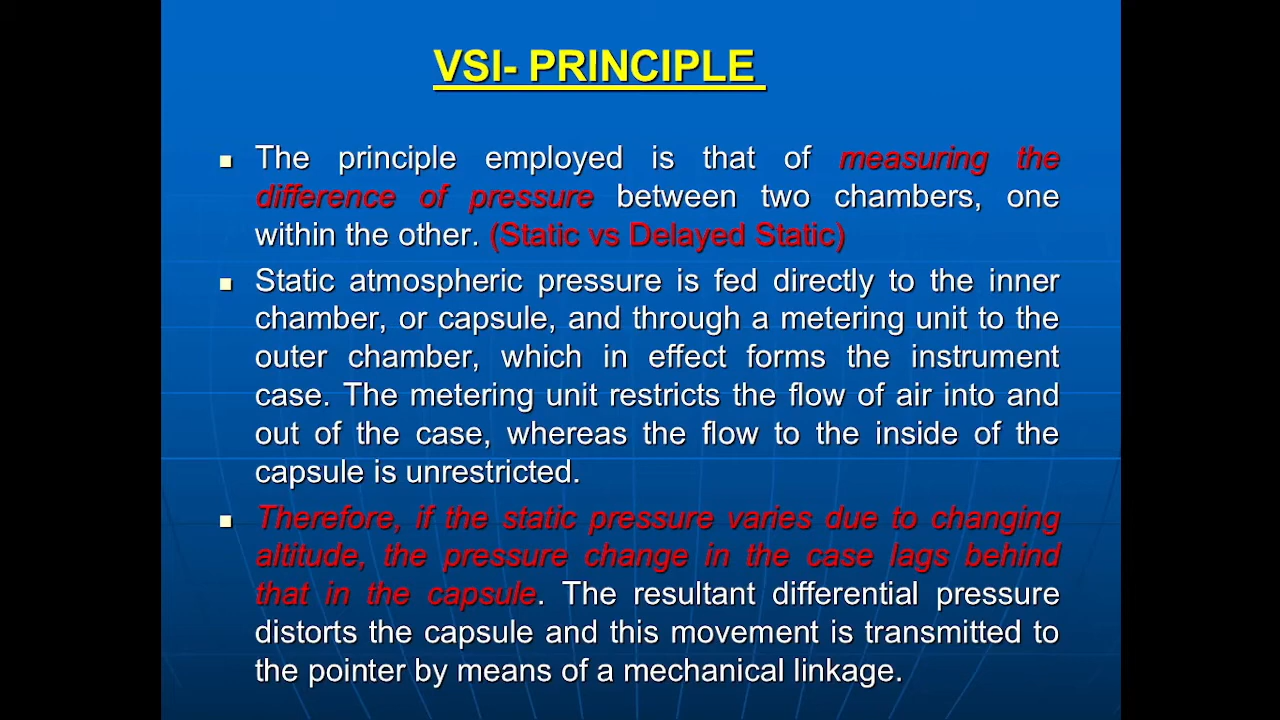 VSI- PRINCIPLE
The principle employed is that of measuring the
difference of pressure between two chambers, one
within the other. (Static vs Delayed Static)
Static atmospheric pressure is fed directly to the inner
chamber, or capsule, and through a metering unit to the
outer chamber, which in effect forms the instrument
case. The metering unit restricts the flow of air into and
out of the case, whereas the flow to the inside of the
capsule is unrestricted.
Therefore, if the static pressure varies due to changing
altitude, the pressure change in the case lags behind
that in the capsule. The resultant differential pressure
distorts the capsule and this movement is transmitted to
the pointer by means of a mechanical linkage.